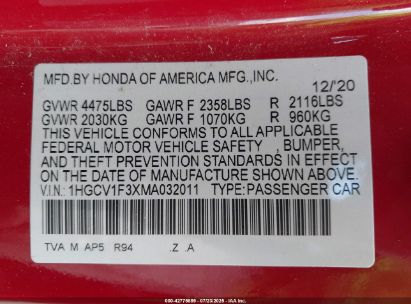 MFD.BY HONDA OF AMERICA MFG.,INC.
12/20
GVWR 4475LBS GAWR F 2358LBS R 2116LBS
GVWR 2030KG GAWR F 1070KG R 960KG
THIS VEHICLE CONFORMS TO ALL APPLICABLE
FEDERAL MOTOR VEHICLE SAFETY , BUMPER,
AND THEFT PREVENTION STANDARDS IN EFFECT
ON THE DATE OF MANUFACTURE SHOWN ABOVE.
V.I.N: 1HGCV1F3XMA032011 TYPE:PASSENGER CAR
TVA M AP5 R94 .Z .A